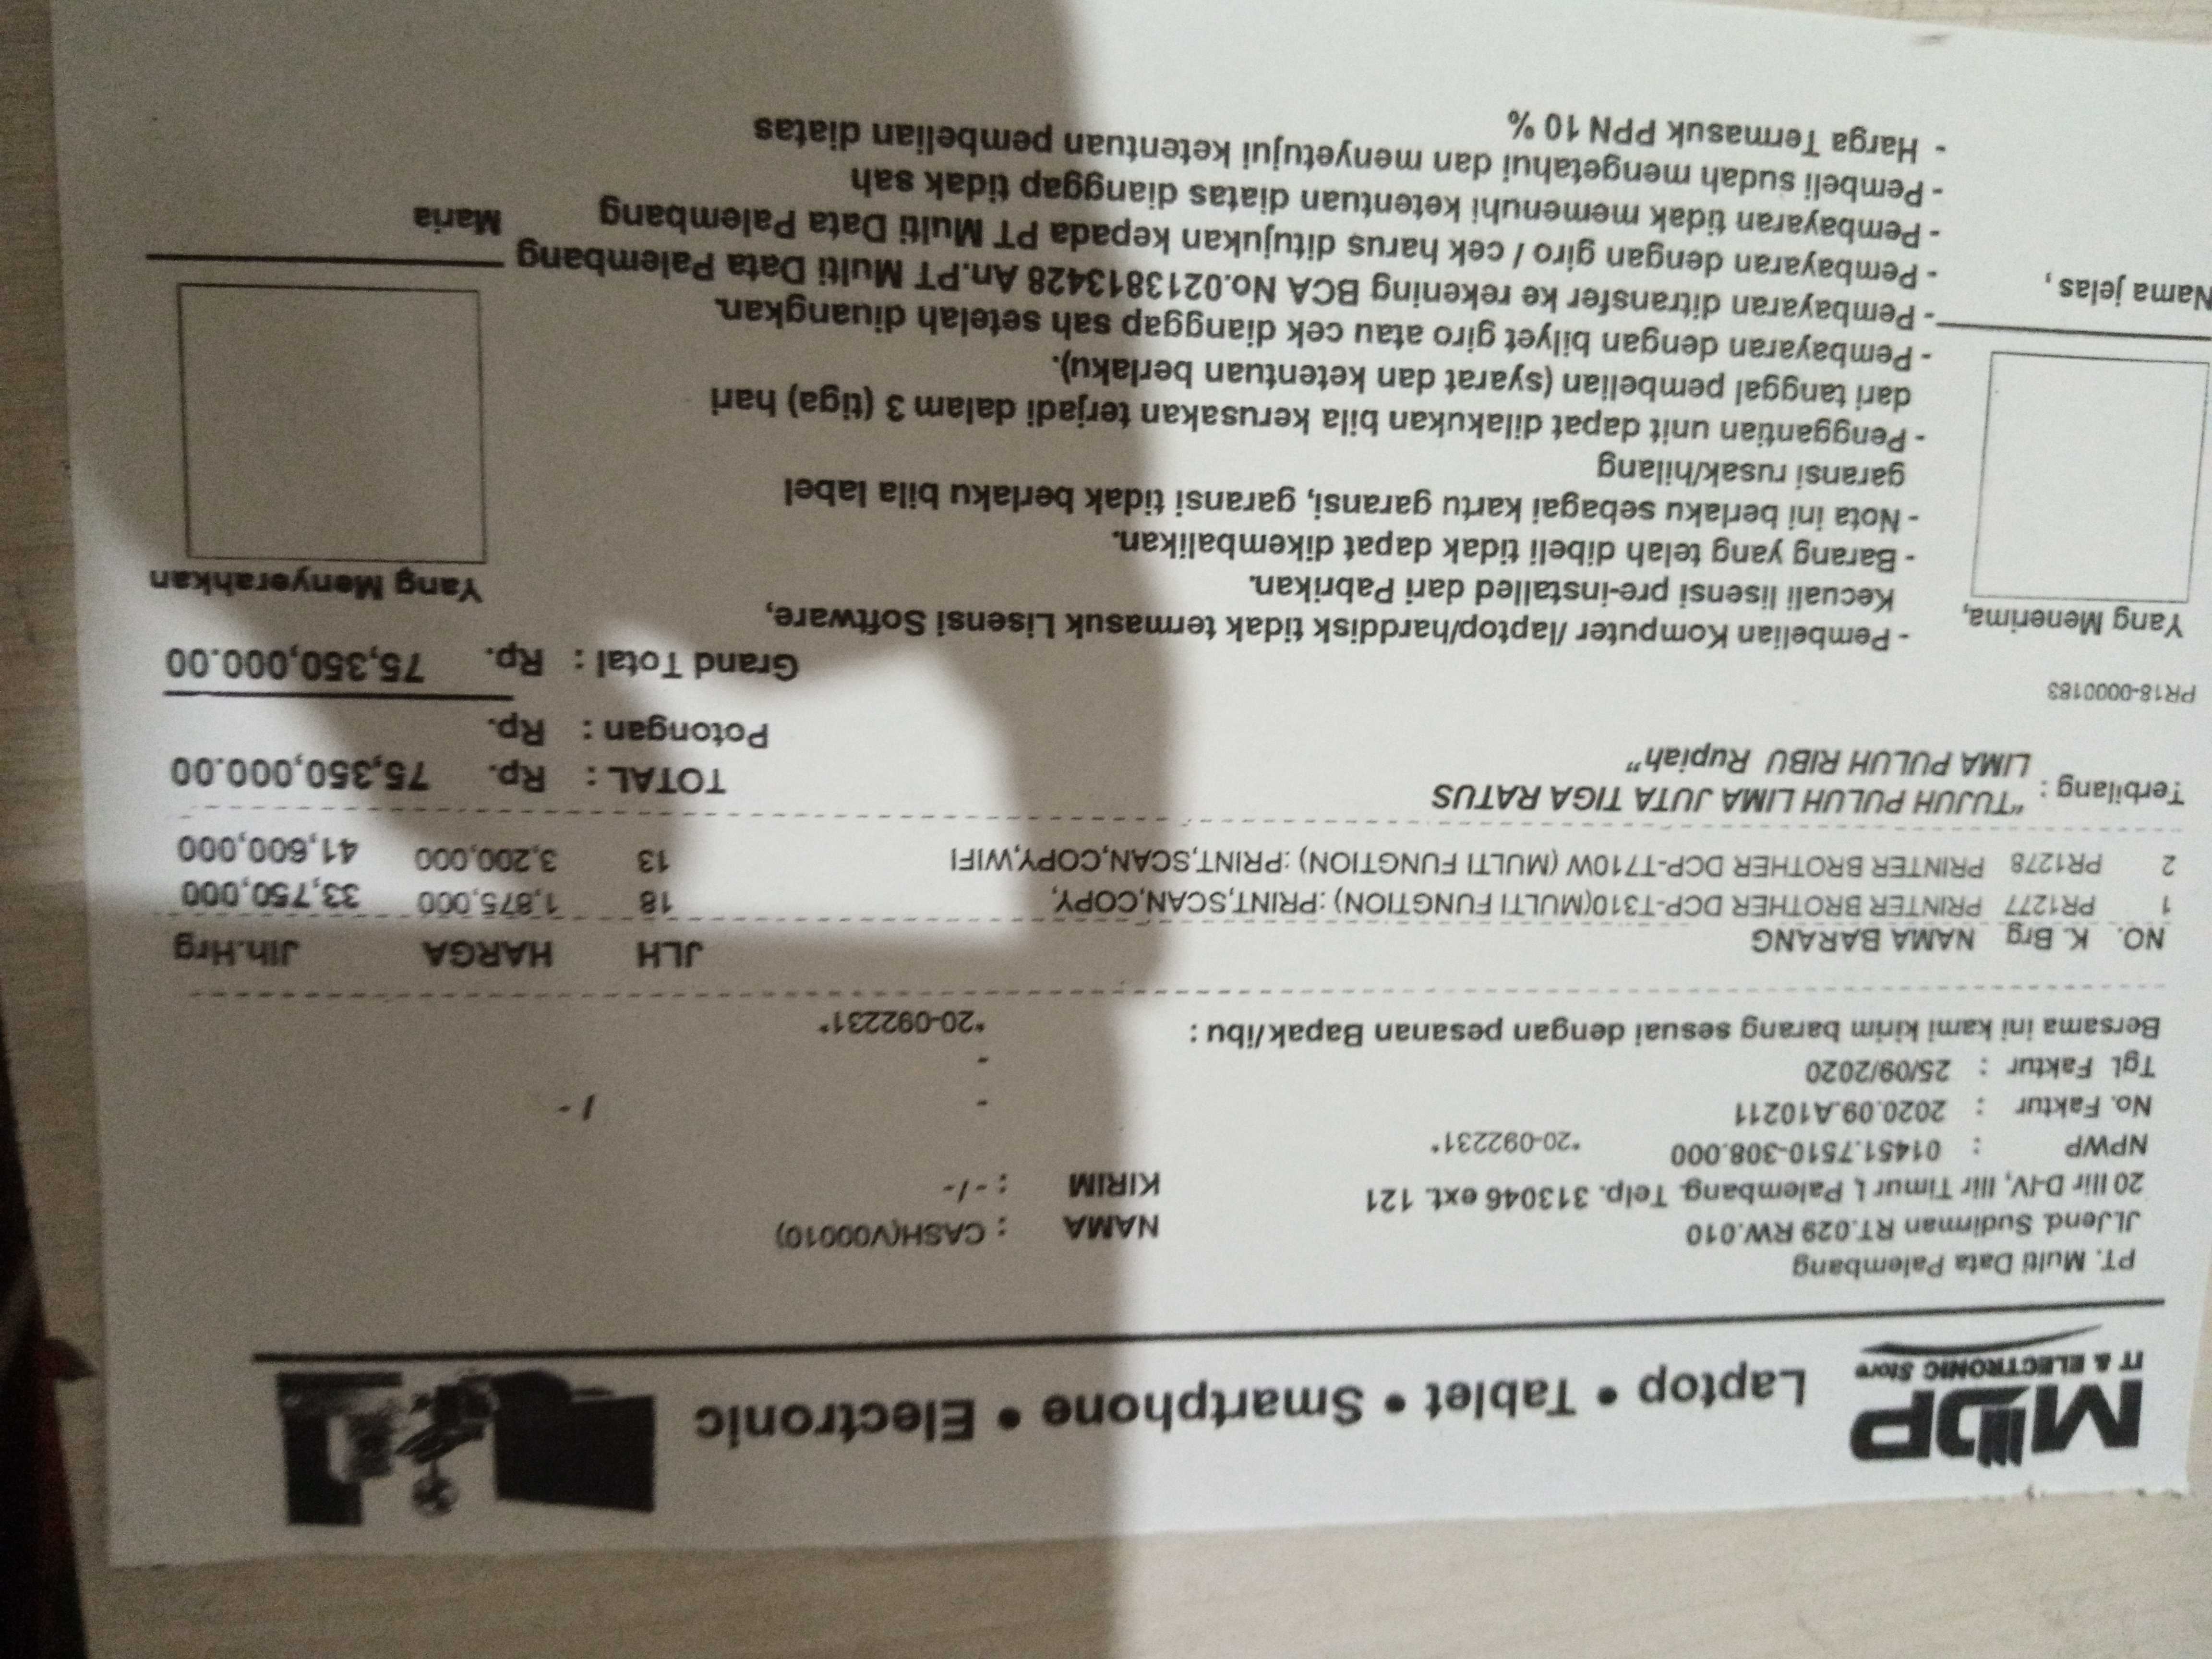 MDP
IT & ELECTRONIC Store
Laptop • Tablet • Smartphone • Electronic
PT. Multi Data Palembang
Jl.Jend. Sudirman RT.029 RW.010
20 Ilir D-IV, Ilir Timur I, Palembang. Telp. 313046 ext. 121
NPWP : 01451.7510-308.000 *20-092231*
No. Faktur : 2020.09.A10211
Tgl. Faktur : 25/09/2020
NAMA : CASH(V00010)
KIRIM : - /-
-
/ -
-
Bersama ini kami kirim barang sesuai dengan pesanan Bapak/ibu : *20-092231*
NO. K. Brg NAMA BARANG JLH HARGA Jlh.Hrg
1 PR1277 PRINTER BROTHER DCP-T310(MULTI FUNGTION) :PRINT,SCAN,COPY, 18 1,875,000 33,750,000
2 PR1278 PRINTER BROTHER DCP-T710W (MULTI FUNGTION) :PRINT,SCAN,COPY,WIFI 13 3,200,000 41,600,000
Terbilang : "TUJUH PULUH LIMA JUTA TIGA RATUS
LIMA PULUH RIBU Rupiah"
TOTAL : Rp. 75,350,000.00
Potongan : Rp.
Grand Total : Rp. 75,350,000.00
PR18-0000183
Yang Menerima,
Nama jelas ,
- Pembelian Komputer /laptop/harddisk tidak termasuk Lisensi Software,
Kecuali lisensi pre-installed dari Pabrikan.
- Barang yang telah dibeli tidak dapat dikembalikan.
- Nota ini berlaku sebagai kartu garansi, garansi tidak berlaku bila label
garansi rusak/hilang
- Penggantian unit dapat dilakukan bila kerusakan terjadi dalam 3 (tiga) hari
dari tanggal pembelian (syarat dan ketentuan berlaku).
- Pembayaran dengan bilyet giro atau cek dianggap sah setelah diuangkan.
- Pembayaran ditransfer ke rekening BCA No.0213813428 An.PT Multi Data Palembang
- Pembayaran dengan giro / cek harus ditujukan kepada PT Multi Data Palembang
- Pembayaran tidak memenuhi ketentuan diatas dianggap tidak sah
- Pembeli sudah mengetahui dan menyetujui ketentuan pembelian diatas
- Harga Termasuk PPN 10 %
Yang Menyerahkan
Maria